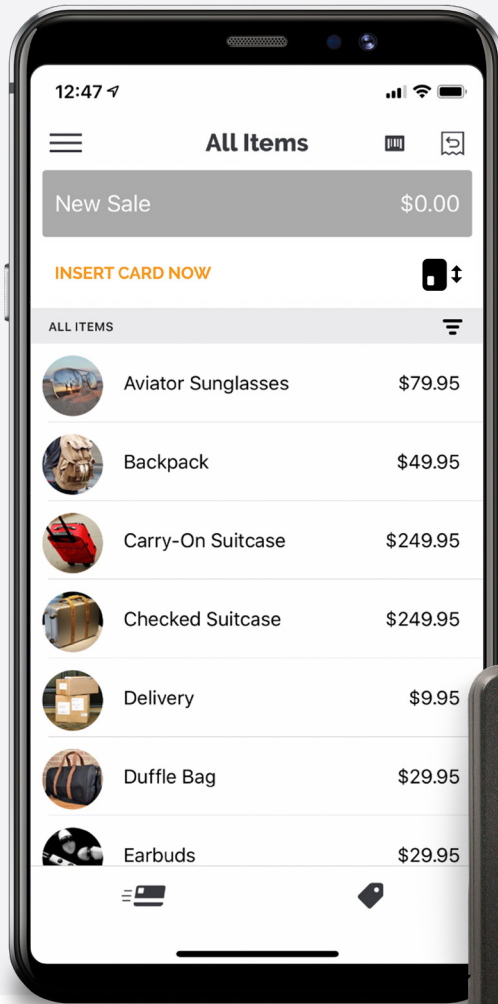 12:47
All Items
New Sale $0.00
INSERT CARD NOW
ALL ITEMS
Aviator Sunglasses $79.95
Backpack $49.95
Carry-On Suitcase $249.95
Checked Suitcase $249.95
Delivery $9.95
Duffle Bag $29.95
Earbuds $29.95